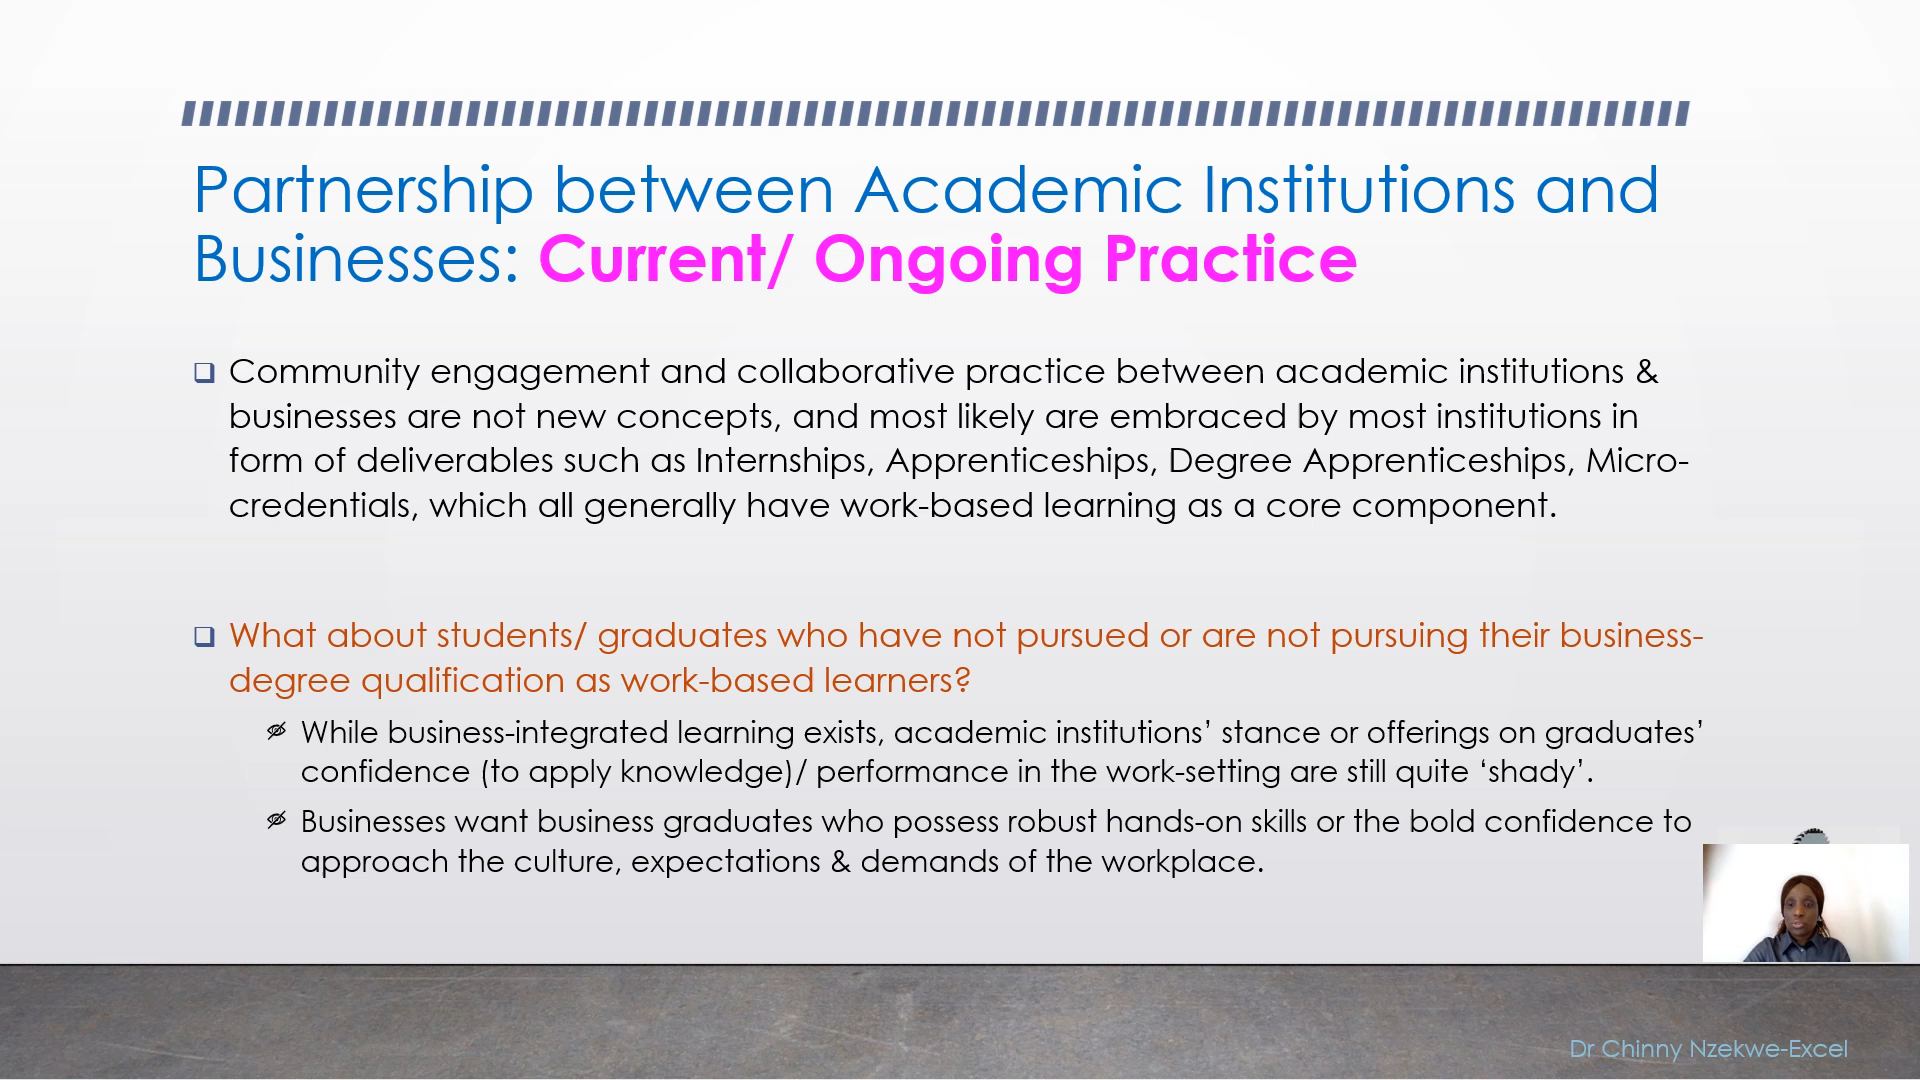 Partnership between Academic Institutions and
Businesses: Current/ Ongoing Practice
Community engagement and collaborative practice between academic institutions &
businesses are not new concepts, and most likely are embraced by most institutions in
form of deliverables such as Internships, Apprenticeships, Degree Apprenticeships, Micro-
credentials, which all generally have work-based learning as a core component.
What about students/ graduates who have not pursued or are not pursuing their business-
degree qualification as work-based learners?
While business-integrated learning exists, academic institutions’ stance or offerings on graduates’
confidence (to apply knowledge)/ performance in the work-setting are still quite ‘shady’.
Businesses want business graduates who possess robust hands-on skills or the bold confidence to
approach the culture, expectations & demands of the workplace.
Dr Chinny Nzekwe-Excel